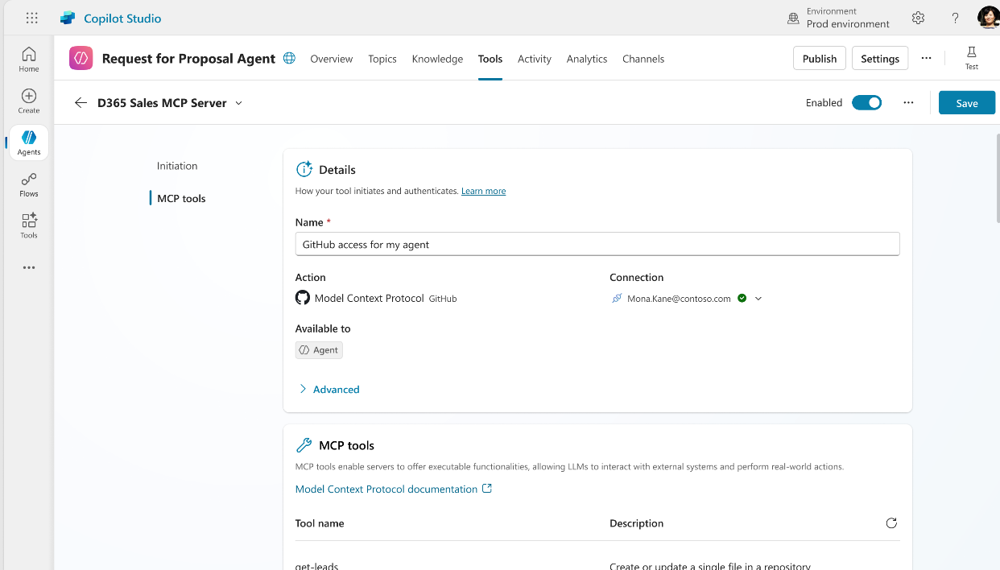 Copilot Studio
Environment
Prod environment
?
Home
Create
Agents
Flows
Tools
Request for Proposal Agent
Overview
Topics
Knowledge
Tools
Activity
Analytics
Channels
Publish
Settings
Test
D365 Sales MCP Server
Enabled
Save
Initiation
MCP tools
Details
How your tool initiates and authenticates. Learn more
Name *
GitHub access for my agent
Action
Connection
Model Context Protocol GitHub
Mona.Kane@contoso.com
Available to
Agent
Advanced
MCP tools
MCP tools enable servers to offer executable functionalities, allowing LLMs to interact with external systems and perform real-world actions.
Model Context Protocol documentation
Tool name
Description
get-leads
Create or update a single file in a repository